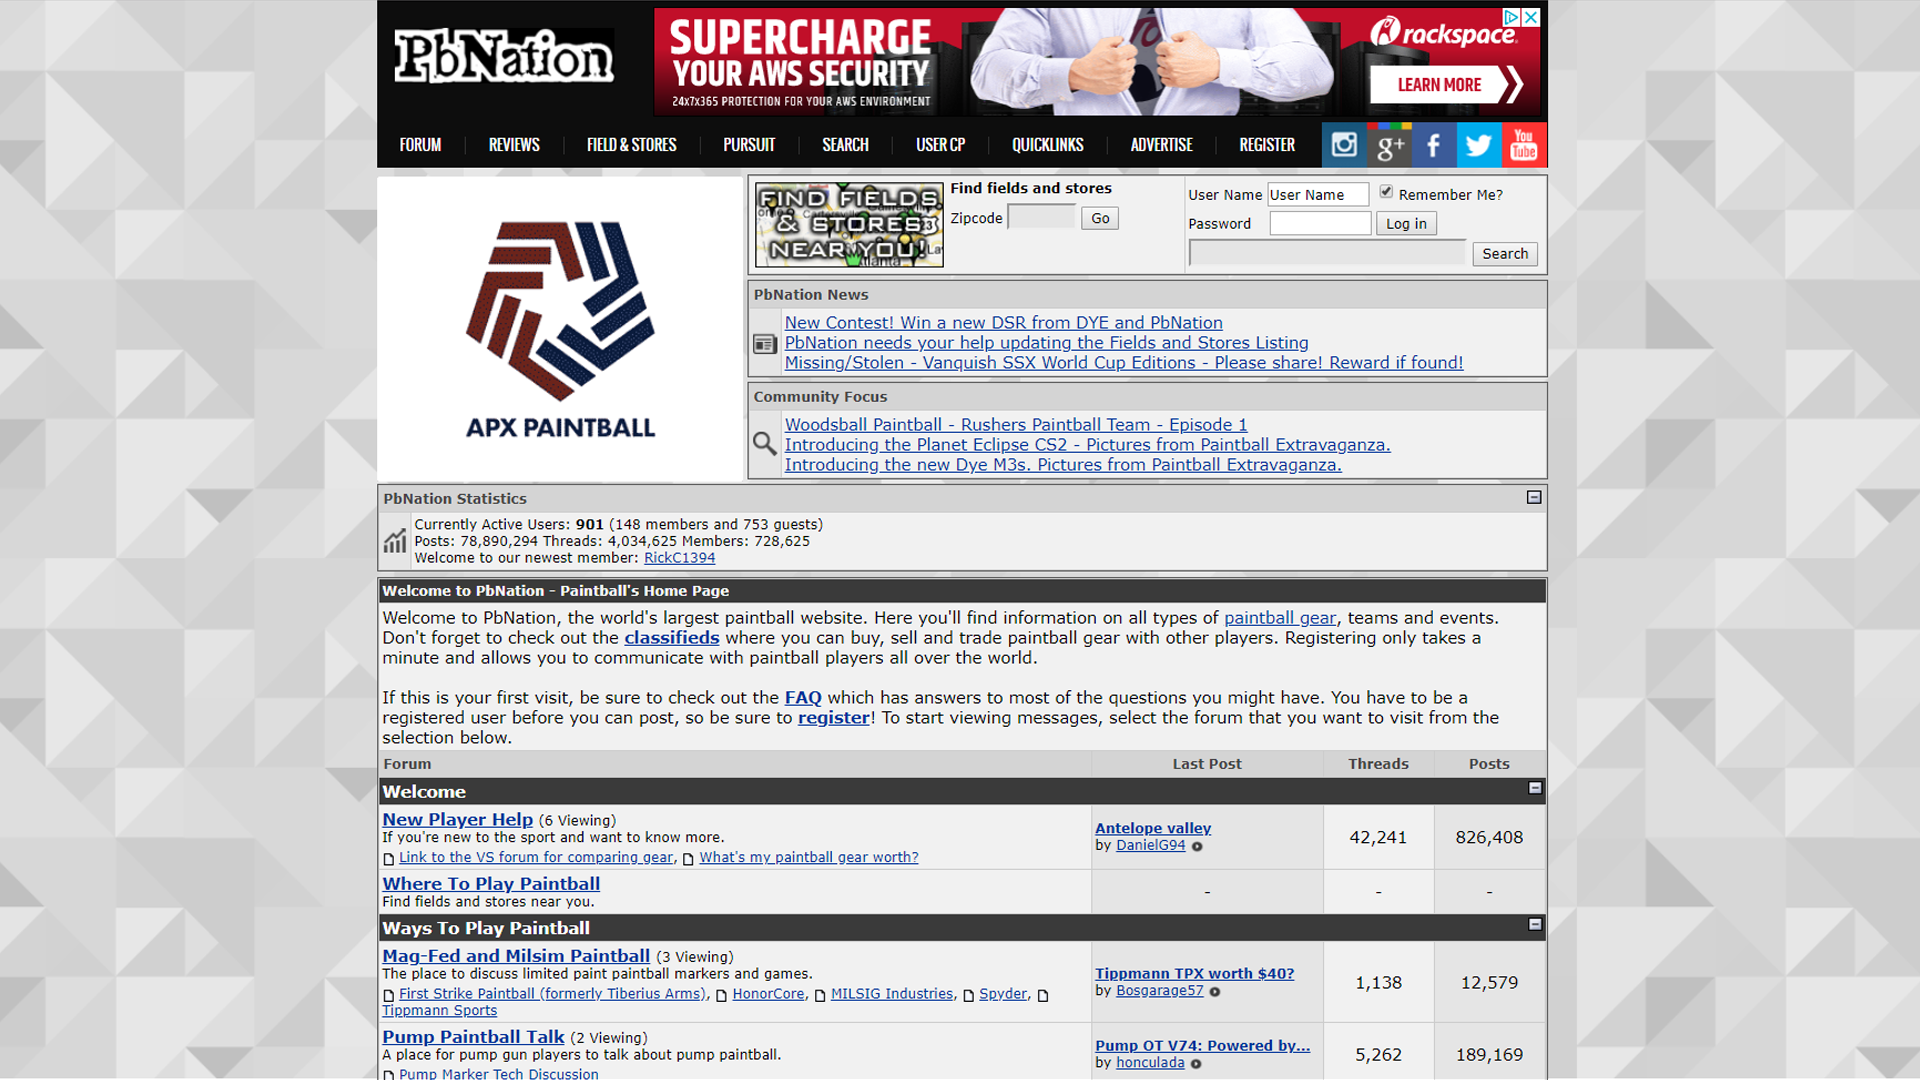 PbNation
SUPERCHARGE
YOUR AWS SECURITY
24x7x365 PROTECTION FOR YOUR AWS ENVIRONMENT
rackspace
LEARN MORE
FORUM REVIEWS FIELD & STORES PURSUIT SEARCH USER CP QUICKLINKS ADVERTISE REGISTER g+ f You Tube
APX PAINTBALL
FIND FIELDS
& STORES
NEAR YOU!
Find fields and stores
Zipcode Go
User Name User Name Remember Me?
Password Log in
Search
PbNation News
New Contest! Win a new DSR from DYE and PbNation
PbNation needs your help updating the Fields and Stores Listing
Missing/Stolen - Vanquish SSX World Cup Editions - Please share! Reward if found!
Community Focus
Woodsball Paintball - Rushers Paintball Team - Episode 1
Introducing the Planet Eclipse CS2 - Pictures from Paintball Extravaganza.
Introducing the new Dye M3s. Pictures from Paintball Extravaganza.
PbNation Statistics
Currently Active Users: 901 (148 members and 753 guests)
Posts: 78,890,294 Threads: 4,034,625 Members: 728,625
Welcome to our newest member: RickC1394
Welcome to PbNation - Paintball's Home Page
Welcome to PbNation, the world's largest paintball website. Here you'll find information on all types of paintball gear, teams and events.
Don't forget to check out the classifieds where you can buy, sell and trade paintball gear with other players. Registering only takes a
minute and allows you to communicate with paintball players all over the world.
If this is your first visit, be sure to check out the FAQ which has answers to most of the questions you might have. You have to be a
registered user before you can post, so be sure to register! To start viewing messages, select the forum that you want to visit from the
selection below.
Forum Last Post Threads Posts
Welcome
New Player Help (6 Viewing)
If you're new to the sport and want to know more.
Link to the VS forum for comparing gear, What's my paintball gear worth?
Antelope valley
by DanielG94
42,241 826,408
Where To Play Paintball
Find fields and stores near you.
- - -
Ways To Play Paintball
Mag-Fed and Milsim Paintball (3 Viewing)
The place to discuss limited paint paintball markers and games.
First Strike Paintball (formerly Tiberius Arms), HonorCore, MILSIG Industries, Spyder,
Tippmann Sports
Tippmann TPX worth $40?
by Bosgarage57
1,138 12,579
Pump Paintball Talk (2 Viewing)
A place for pump gun players to talk about pump paintball.
Pump Marker Tech Discussion
Pump OT V74: Powered by...
by honculada
5,262 189,169